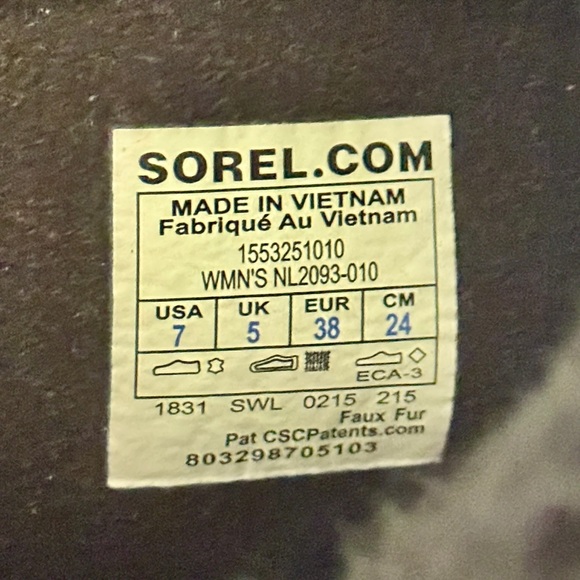 SOREL.COM
MADE IN VIETNAM
Fabriqué Au Vietnam
1553251010
WMN'S NL2093-010
USA UK EUR CM
7 5 38 24
ECA-3
1831 SWL 0215 215
Faux Fur
Pat CSCPatents.com
803298705103